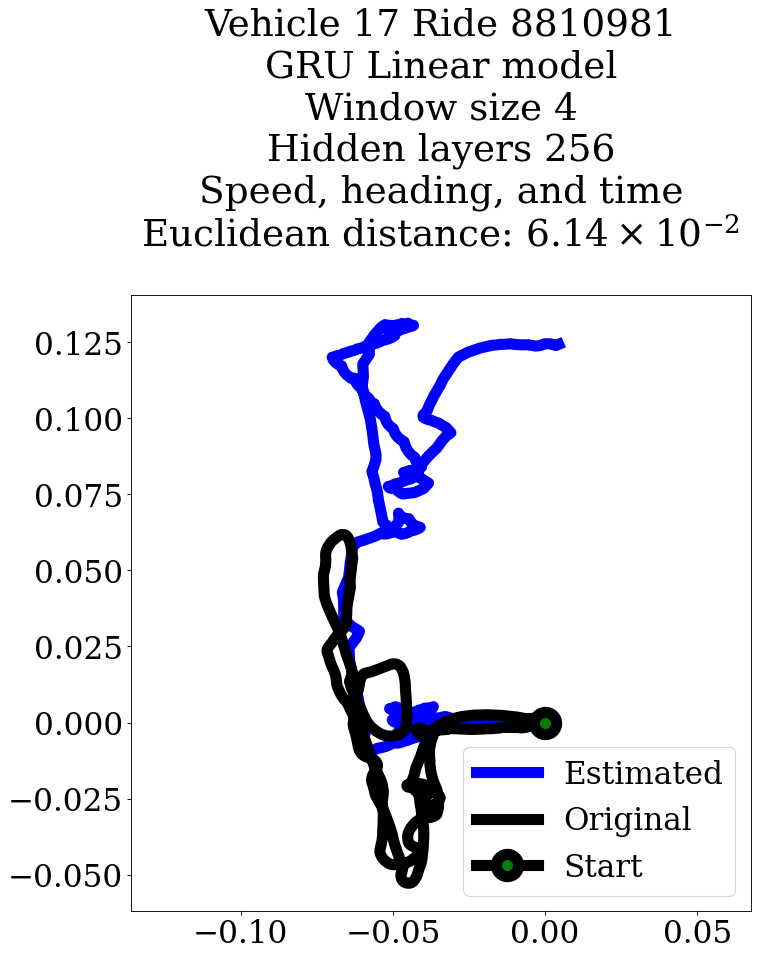 Vehicle 17 Ride 8810981
GRU Linear model
Window size 4
Hidden layers 256
Speed, heading, and time
Euclidean distance: 6.14 × 10⁻²
0.125
0.100
0.075
0.050
0.025
0.000
−0.025
−0.050
Estimated
Original
Start
−0.10 −0.05 0.00 0.05